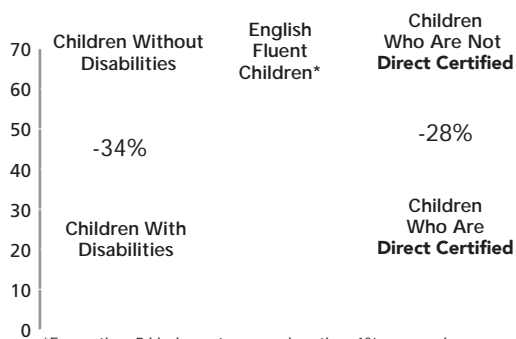 70
60
50
40
30
20
10
0
Children Without
Disabilities
-34%
Children With
Disabilities
English
Fluent
Children*
Children
Who Are Not
Direct Certified
-28%
Children
Who Are
Direct Certified